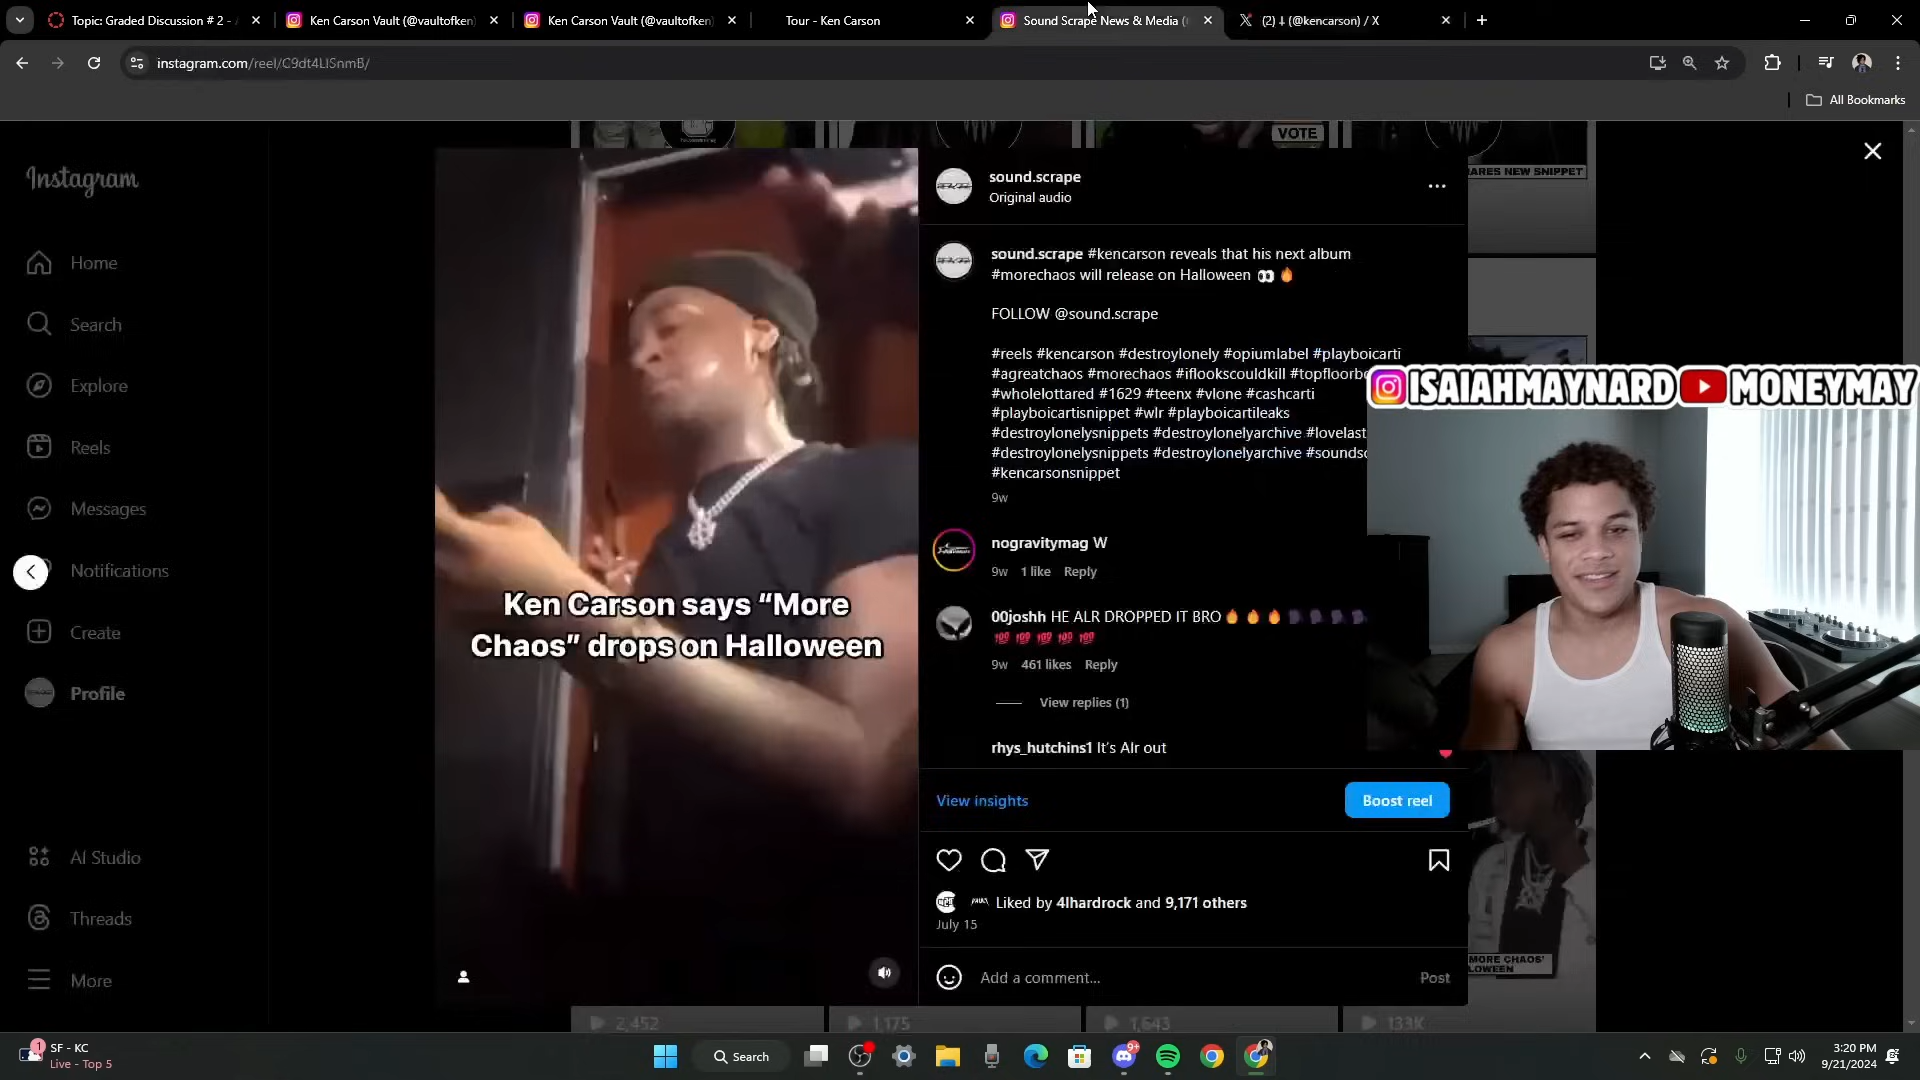 Topic: Graded Discussion # 2 -
Ken Carson Vault (@vaultofken
Ken Carson Vault (@vaultofken
Tour - Ken Carson
Sound Scrape News & Media (
(2) (@kencarson) / X
instagram.com/reel/C9dt4LISnmB/
All Bookmarks
VOTE
ARES NEW SNIPPET
Instagram
Home
Search
Explore
Reels
Messages
Notifications
Create
Profile
AI Studio
Threads
More
Ken Carson says “More
Chaos” drops on Halloween
sound.scrape
Original audio
sound.scrape #kencarson reveals that his next album
#morechaos will release on Halloween 👀🔥
FOLLOW @sound.scrape
#reels #kencarson #destroylonely #opiumlabel #playboicarti
#agreatchaos #morechaos #iflookscouldkill #topfloorbo
#wholelottared #1629 #teenx #vlone #cashcarti
#playboicartisnippet #wlr #playboicartileaks
#destroylonelysnippets #destroylonelyarchive #lovelast
#destroylonelysnippets #destroylonelyarchive #soundsc
#kencarsonsnippet
9w
nogravitymag W
9w 1 like Reply
00joshh HE ALR DROPPED IT BRO🔥🔥🔥
💯💯💯💯💯
9w 461 likes Reply
View replies (1)
rhys_hutchins1 It's Alr out
View insights
Boost reel
Liked by 4lhardrock and 9,171 others
July 15
Add a comment...
Post
ISAIAHMAYNARD MONEYMAY
MORE CHAOS'
LOWEEN
2,452
1,175
1,643
133K
1
SF - KC
Live - Top 5
Search
9+
3:20 PM
9/21/2024